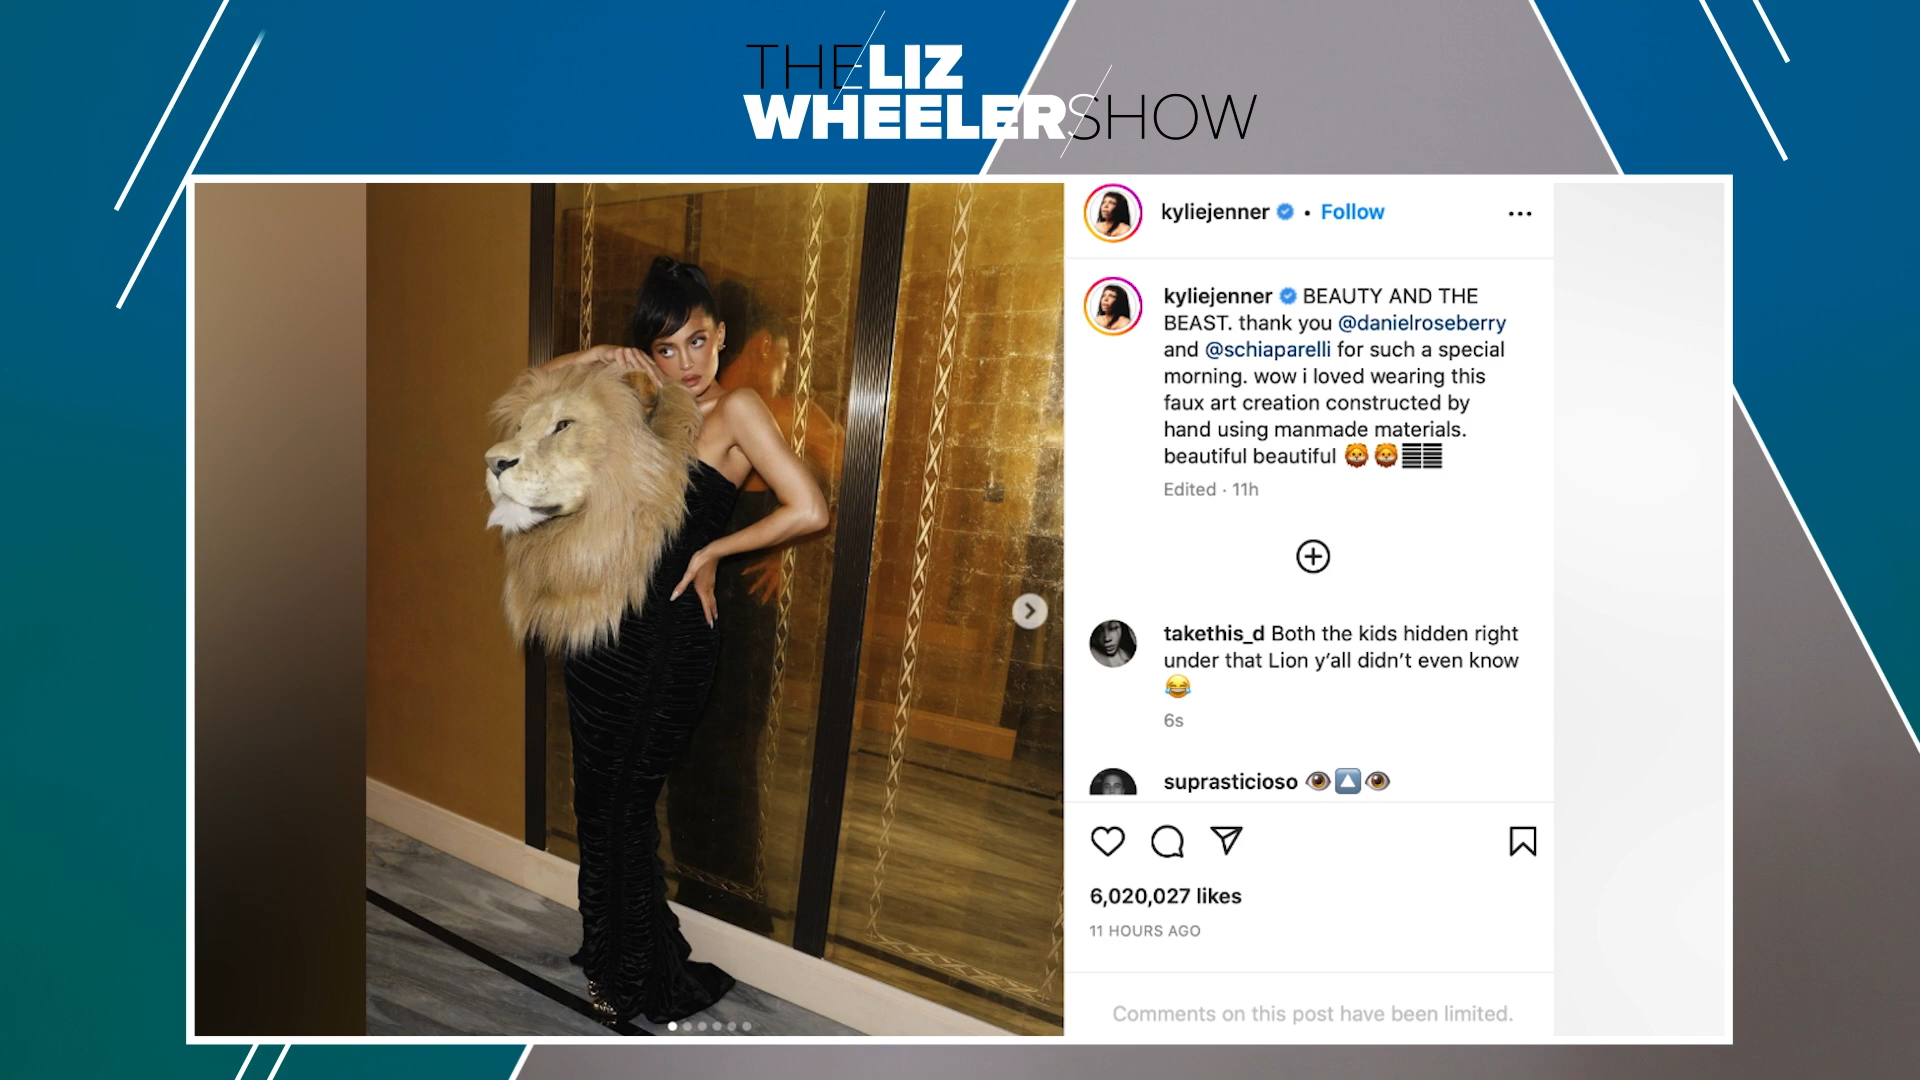 THE LIZ
WHEELER SHOW
kyliejenner • Follow
kyliejenner BEAUTY AND THE
BEAST. thank you @danielroseberry
and @schiaparelli for such a special
morning. wow i loved wearing this
faux art creation constructed by
hand using manmade materials.
beautiful beautiful 🦁 🦁
Edited · 11h
takethis_d Both the kids hidden right
under that Lion y’all didn’t even know
😂
6s
suprasticioso 👁️🔼👁️
6,020,027 likes
11 HOURS AGO
Comments on this post have been limited.